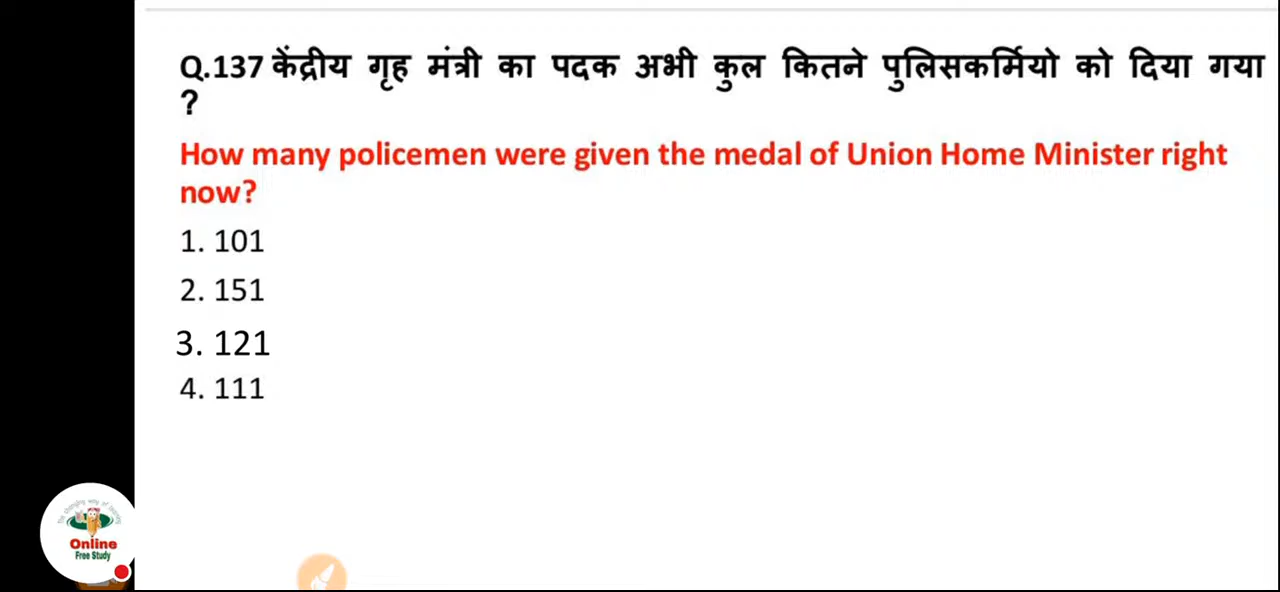 Q.137 केंद्रीय गृह मंत्री का पदक अभी कुल कितने पुलिसकर्मियो को दिया गया
?
How many policemen were given the medal of Union Home Minister right
now?
1. 101
2. 151
3. 121
4. 111
Online
Free Study